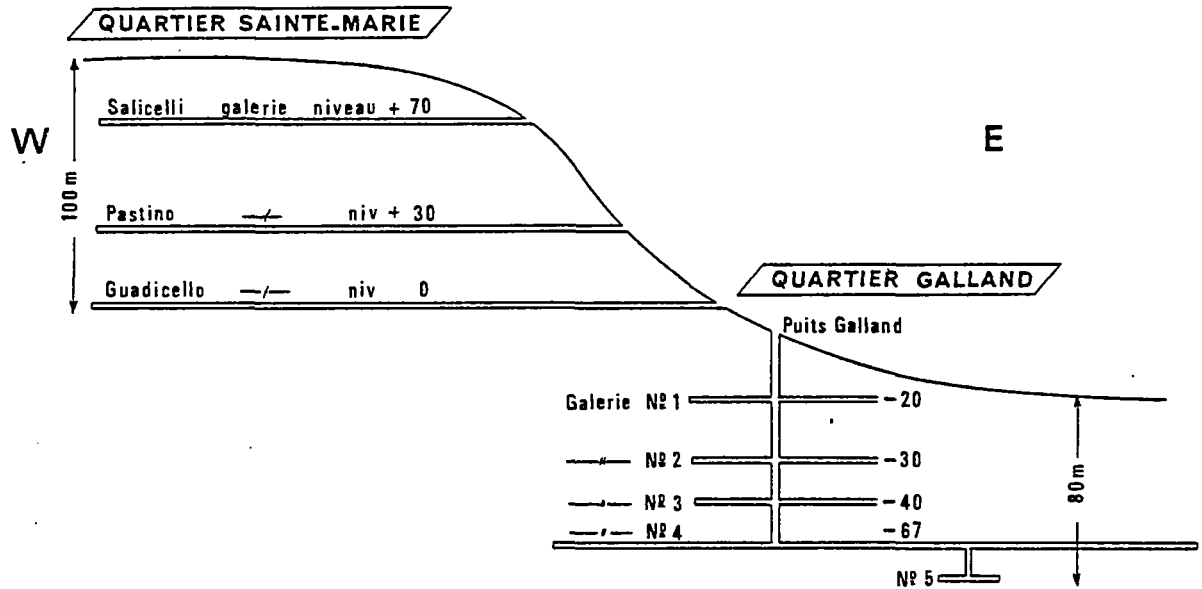 QUARTIER SAINTE-MARIE
Salicelli galerie niveau + 70
W
E
100 m
Pastino —〃— niv + 30
Guadicello —〃— niv 0
QUARTIER GALLAND
Puits Galland
Galerie Nº 1 -20
—〃— Nº 2 -30
—〃— Nº 3 -40
—〃— Nº 4 -67
80 m
Nº 5